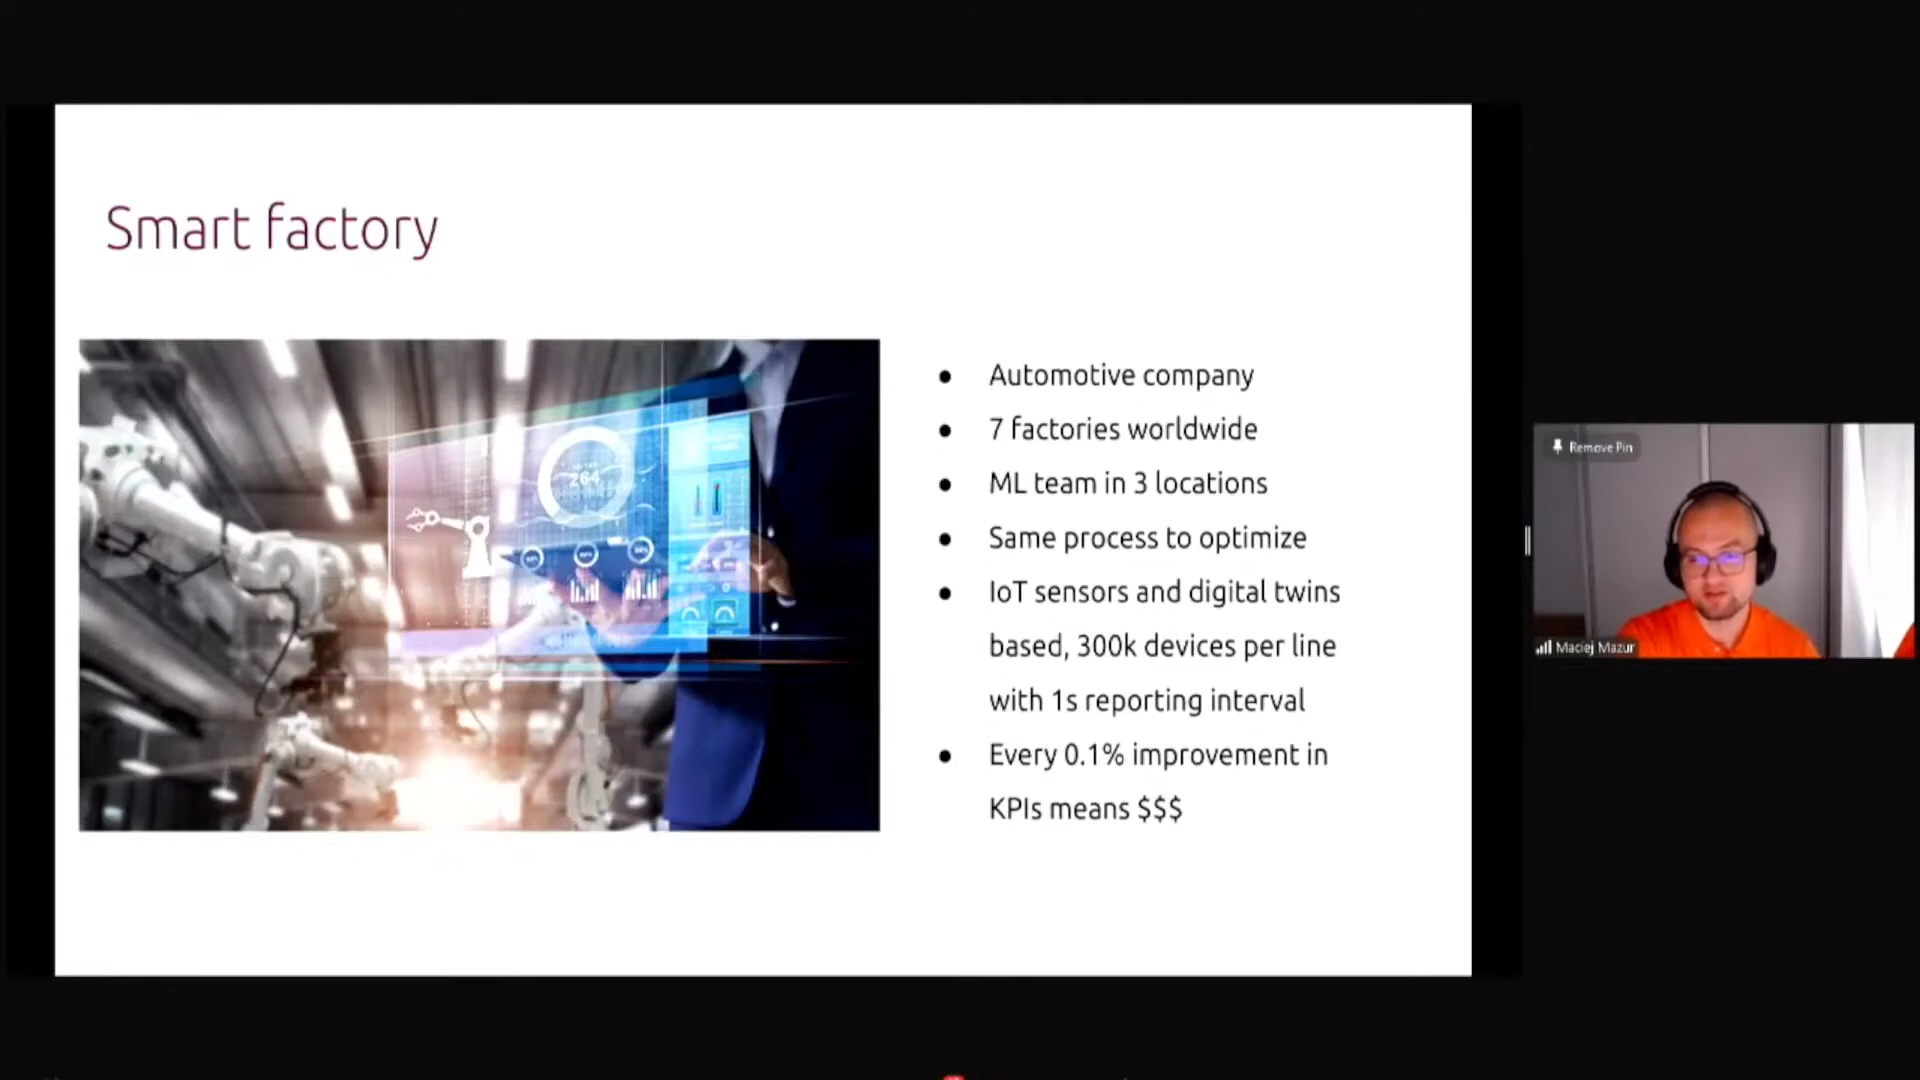 Smart factory
264
● Automotive company
● 7 factories worldwide
● ML team in 3 locations
● Same process to optimize
● IoT sensors and digital twins
based, 300k devices per line
with 1s reporting interval
● Every 0.1% improvement in
KPIs means $$$
Remove Pin
Maciej Mazur